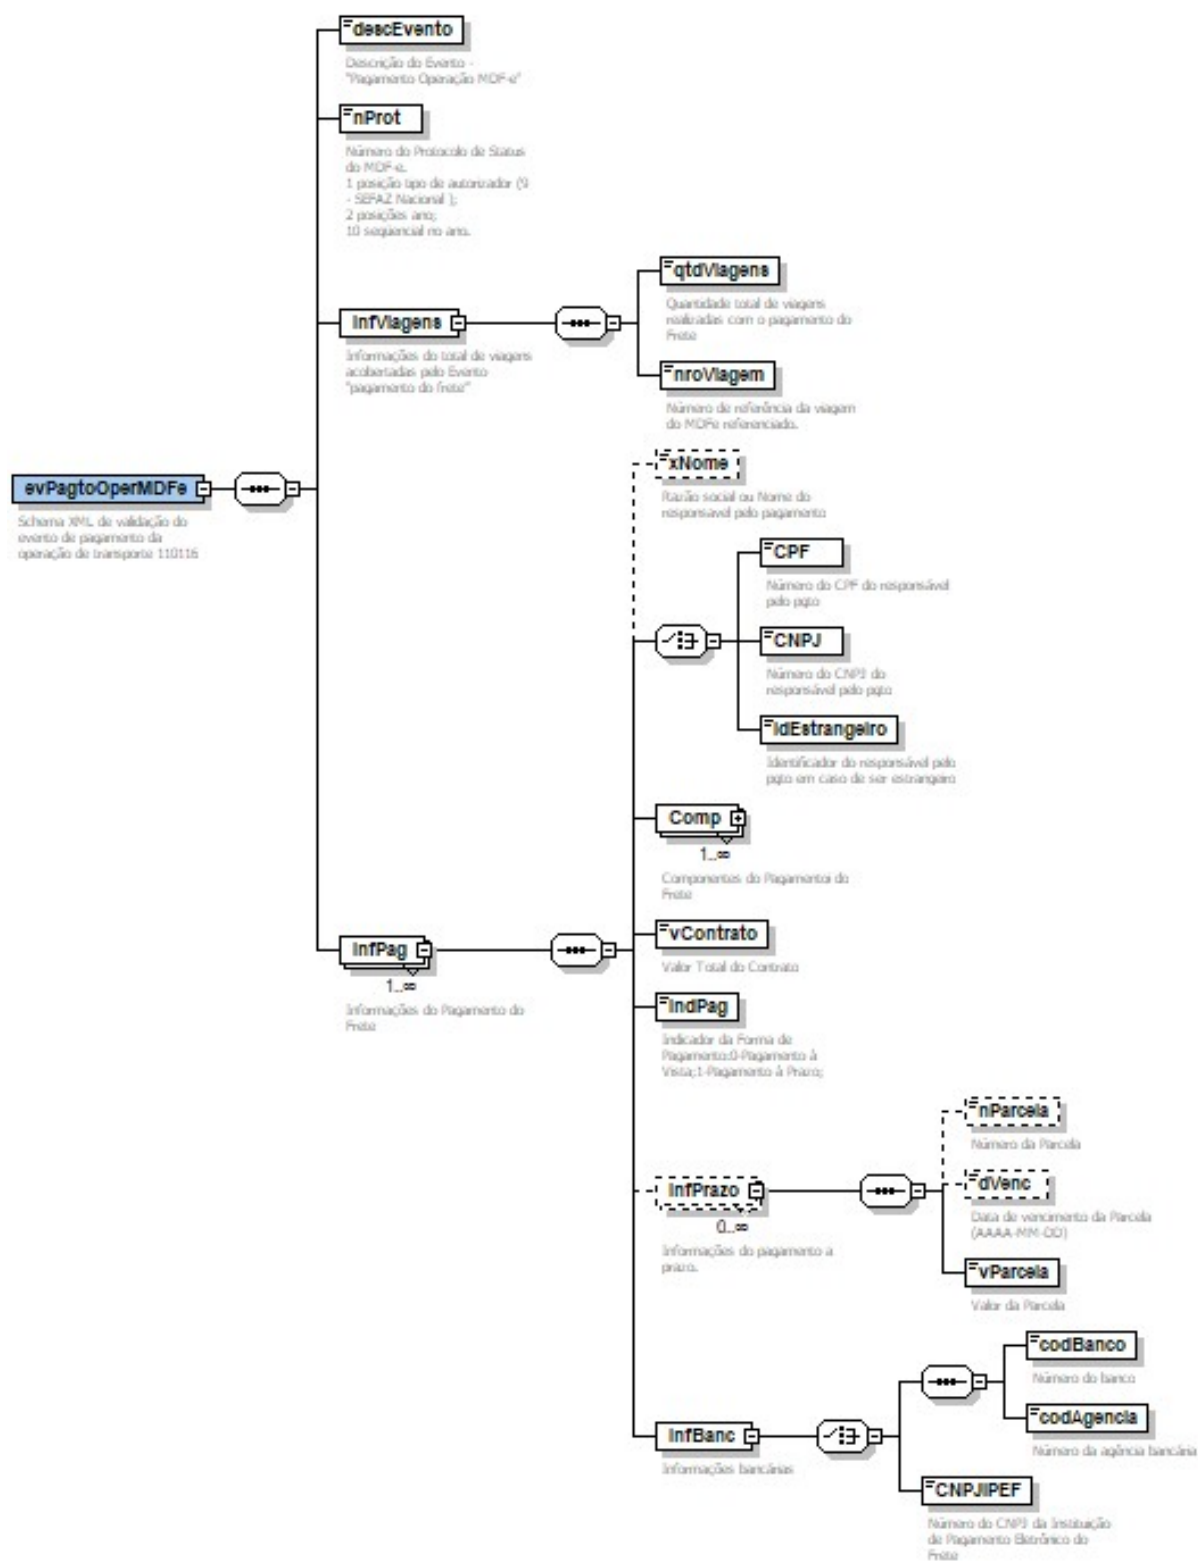 descEvento
Descrição do Evento -
"Pagamento Operação MDF-e"
nProt
Número do Protocolo de Status
do MDF-e.
1 posição tipo de autorizador (9
- SEFAZ Nacional );
2 posições ano;
10 seqüencial no ano.
infViagens
Informações do total de viagens
acobertadas pelo Evento
"pagamento do frete"
qtdViagens
Quantidade total de viagens
realizadas com o pagamento do
Frete
nroViagem
Número de referência da viagem
do MDFe referenciado.
evPagtoOperMDFe
Schema XML de validação do
evento de pagamento da
operação de transporte 110116
xNome
Razão social ou Nome do
responsavel pelo pagamento
CPF
Número do CPF do responsável
pelo pgto
CNPJ
Número do CNPJ do
responsável pelo pgto
idEstrangeiro
Identificador do responsável pelo
pgto em caso de ser estrangeiro
Comp
1..∞
Componentes do Pagamentoi do
Frete
infPag
1..∞
Informações do Pagamento do
Frete
vContrato
Valor Total do Contrato
indPag
Indicador da Forma de
Pagamento:0-Pagamento à
Vista;1-Pagamento à Prazo;
infPrazo
0..∞
Informações do pagamento a
prazo.
nParcela
Número da Parcela
dVenc
Data de vencimento da Parcela
(AAAA-MM-DD)
vParcela
Valor da Parcela
infBanc
Informações bancárias
codBanco
Número do banco
codAgencia
Número da agência bancária
CNPJIPEF
Número do CNPJ da Instituição
de Pagamento Eletrônico do
Frete